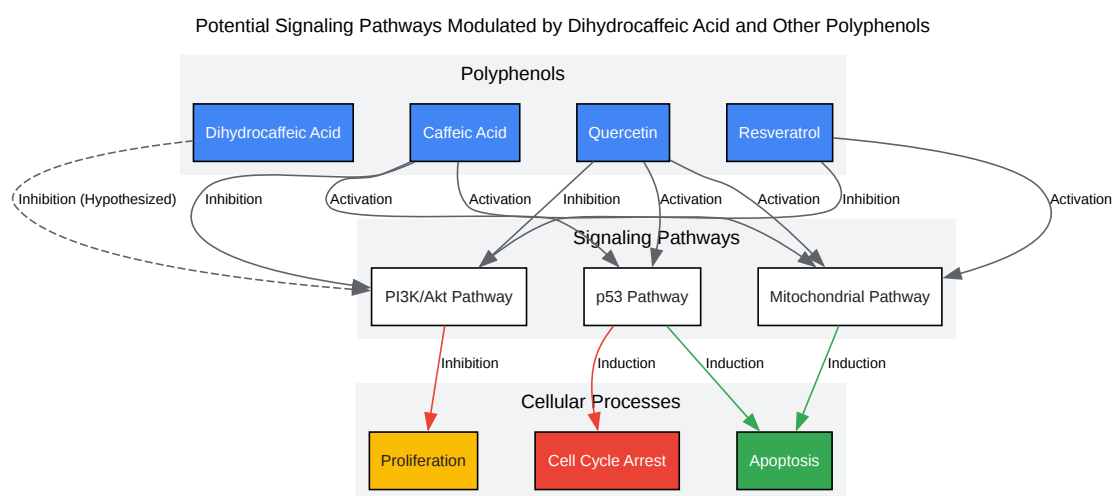 Potential Signaling Pathways Modulated by Dihydrocaffeic Acid and Other Polyphenols
Polyphenols
Dihydrocaffeic Acid
Caffeic Acid
Quercetin
Resveratrol
Inhibition (Hypothesized)
Inhibition
Activation
Activation
Inhibition
Activation
Activation
Inhibition
Activation
Signaling Pathways
PI3K/Akt Pathway
p53 Pathway
Mitochondrial Pathway
Inhibition
Induction
Induction
Induction
Cellular Processes
Proliferation
Cell Cycle Arrest
Apoptosis